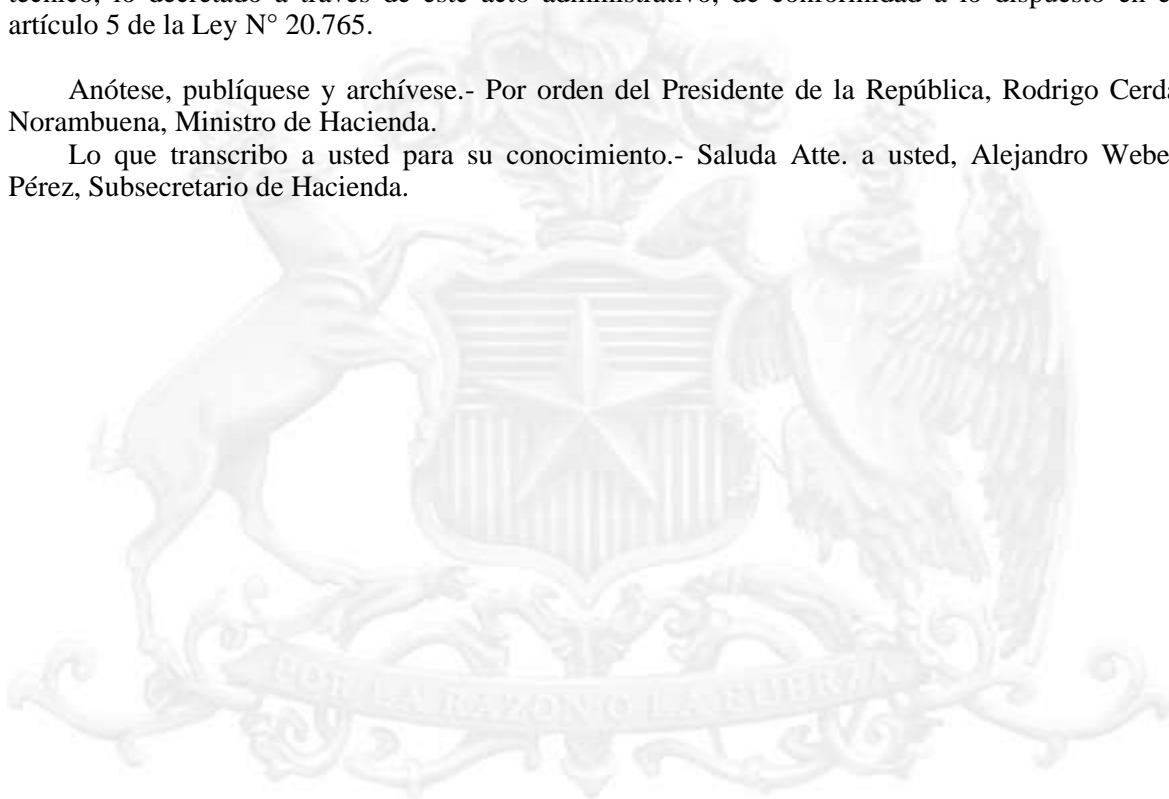 técnico, lo decretado a través de este acto administrativo, de conformidad a lo dispuesto en
artículo 5 de la Ley N° 20.765.
Anótese, publíquese y archívese.- Por orden del Presidente de la República, Rodrigo Cerda
Norambuena, Ministro de Hacienda.
Lo que transcribo a usted para su conocimiento.- Saluda Atte. a usted, Alejandro Webe
Pérez, Subsecretario de Hacienda.
POR LA RAZON O LA FUERZA